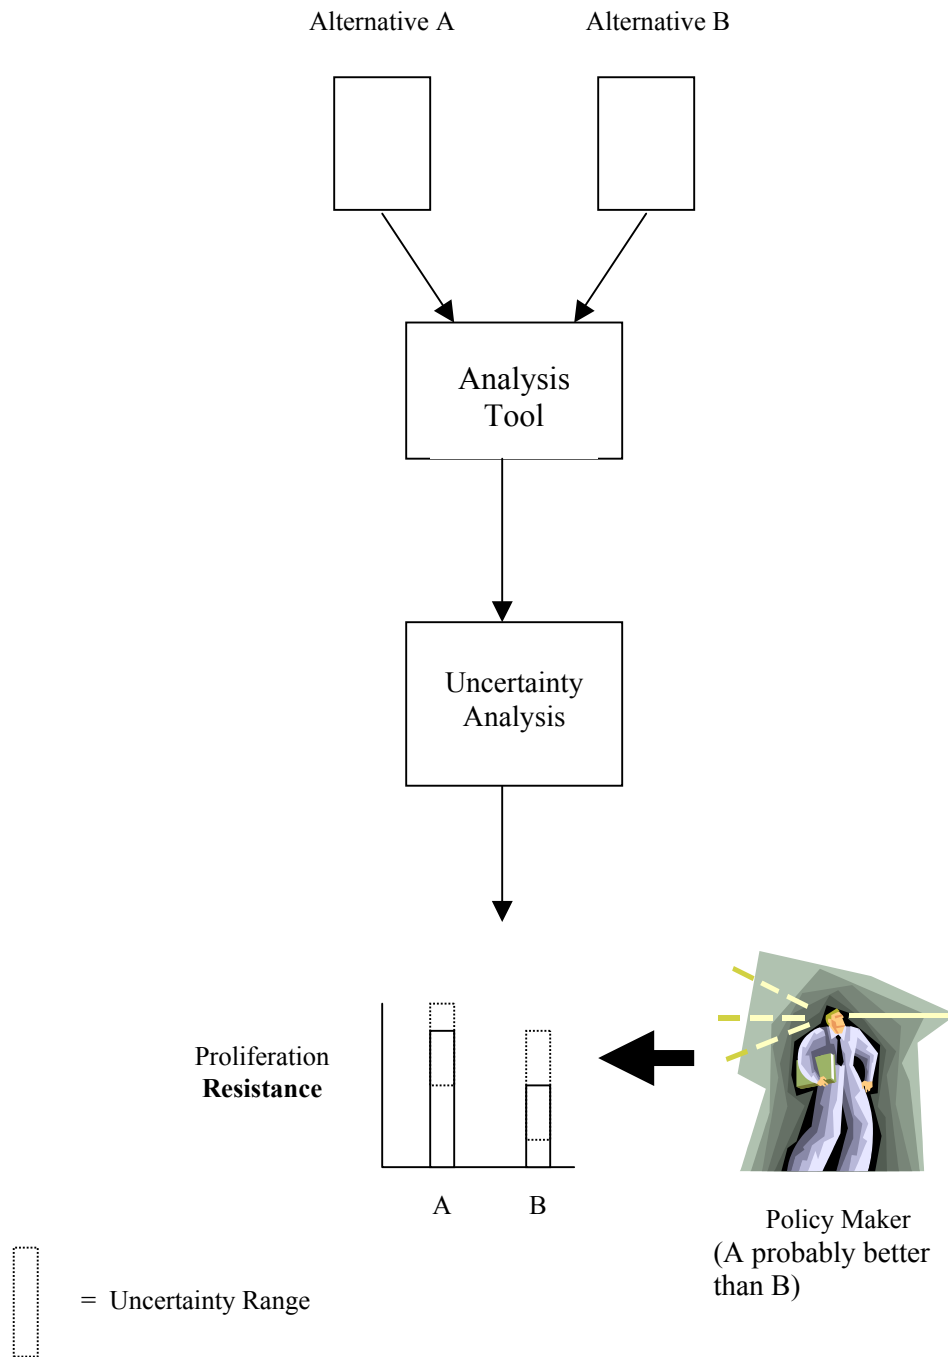 Alternative A
Alternative B
Analysis
Tool
Uncertainty
Analysis
Proliferation
Resistance
A
B
Policy Maker
(A probably better
than B)
= Uncertainty Range